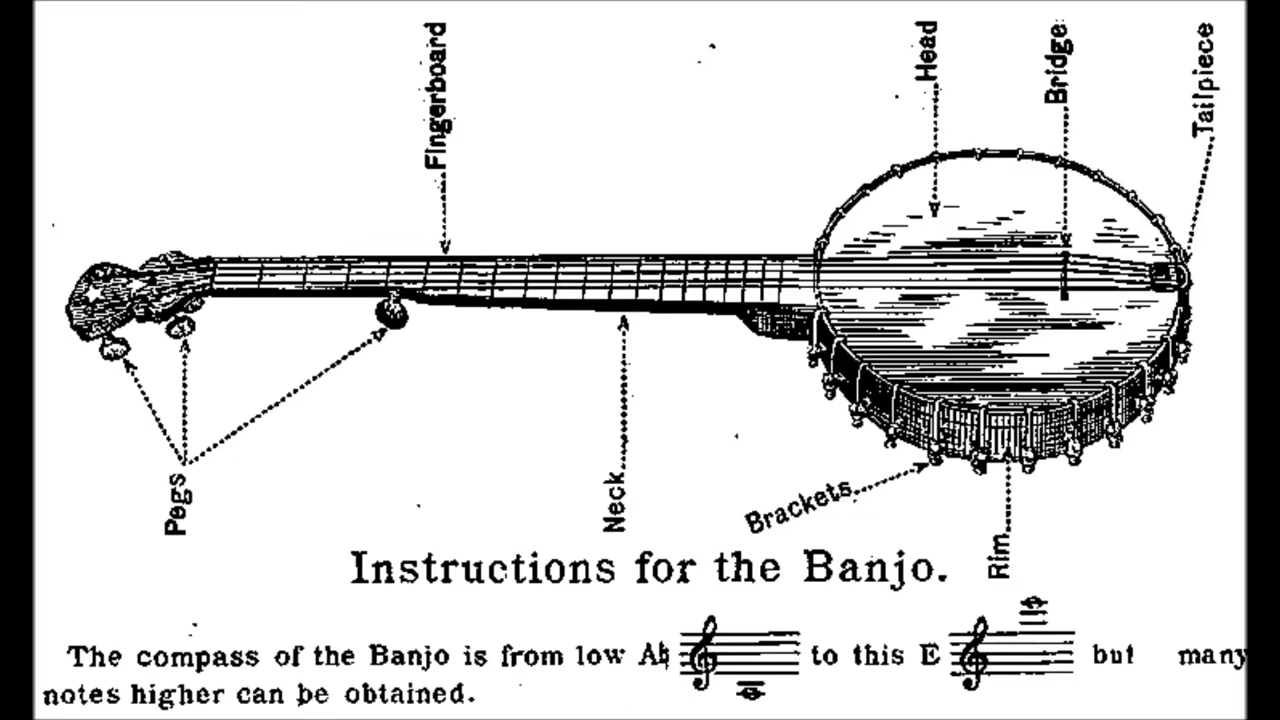 Fingerboard
Head
Bridge
Tailpiece
Pegs
Neck
Brackets
Rim
Instructions for the Banjo.
The compass of the Banjo is from low A♮ to this E but many
notes higher can be obtained.